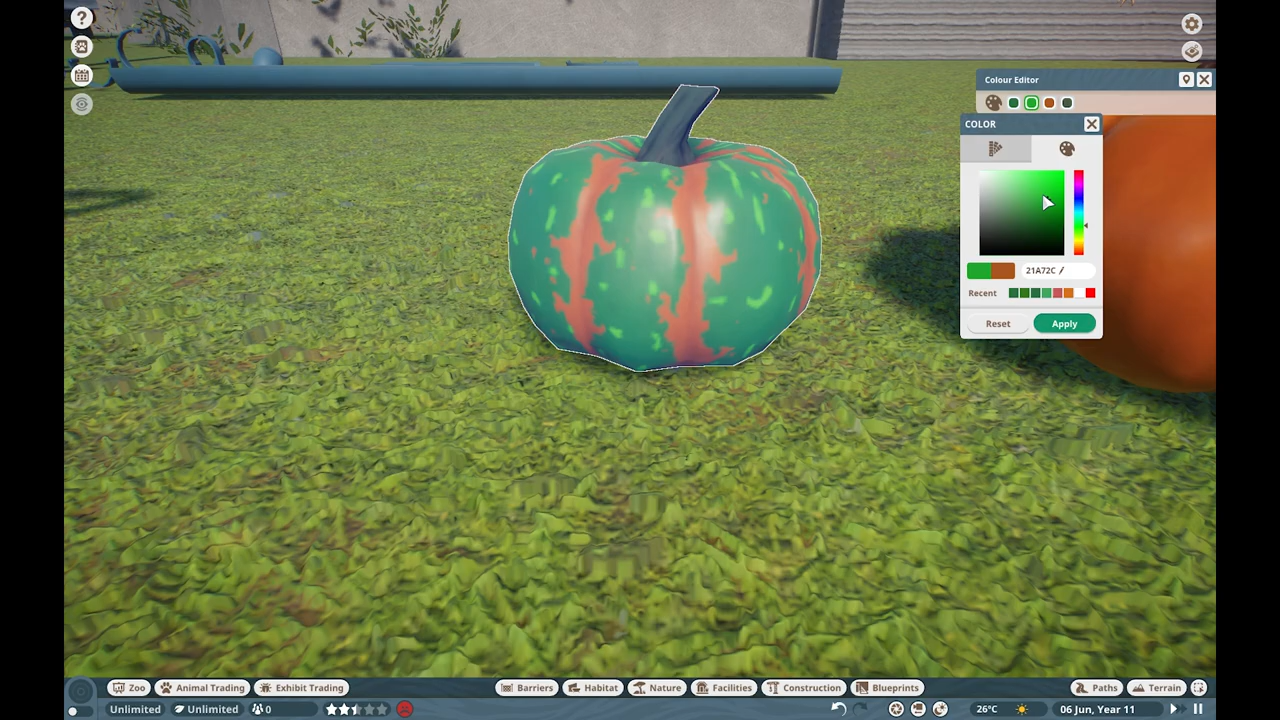 ?
Colour Editor
COLOR
21A72C
Recent
Reset Apply
Zoo Animal Trading Exhibit Trading Barriers Habitat Nature Facilities Construction Blueprints Paths Terrain
Unlimited Unlimited 0 26°C 06 Jun, Year 11